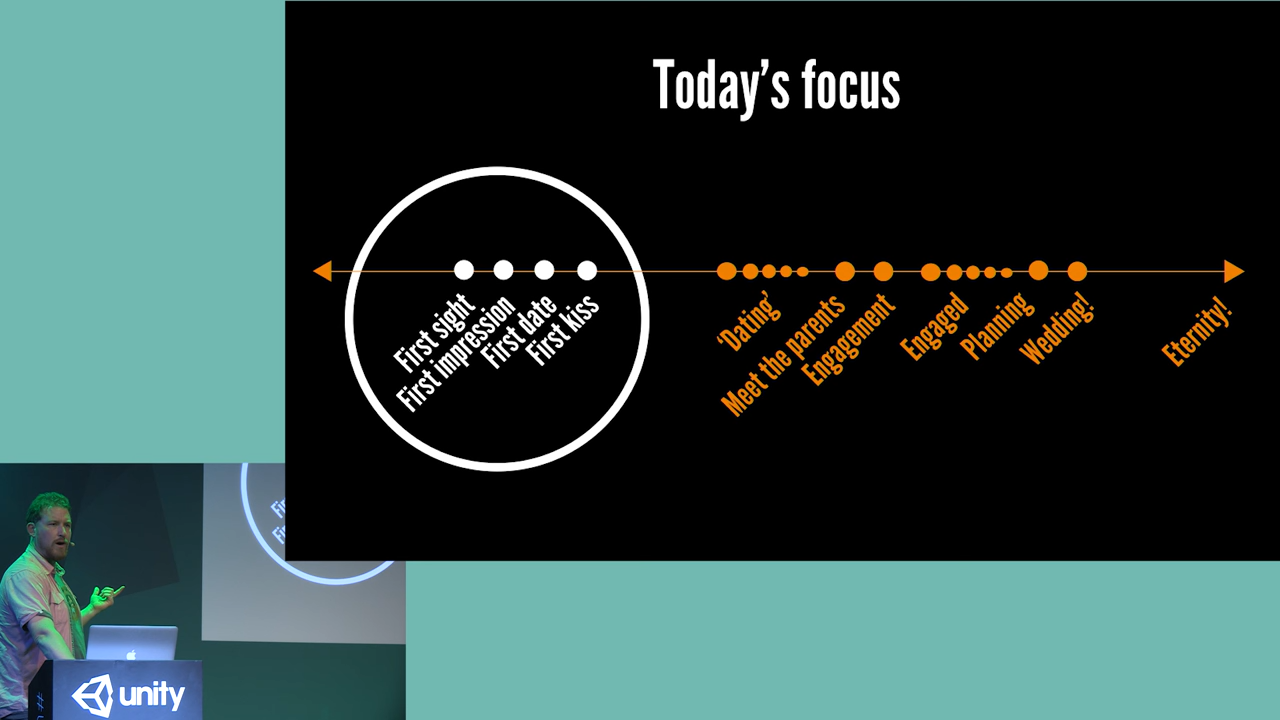 Today's focus
First sight
First impression
First date
First kiss
'Dating'
Meet the parents
Engagement
Engaged
Planning
Wedding!
Eternity!
unity
#